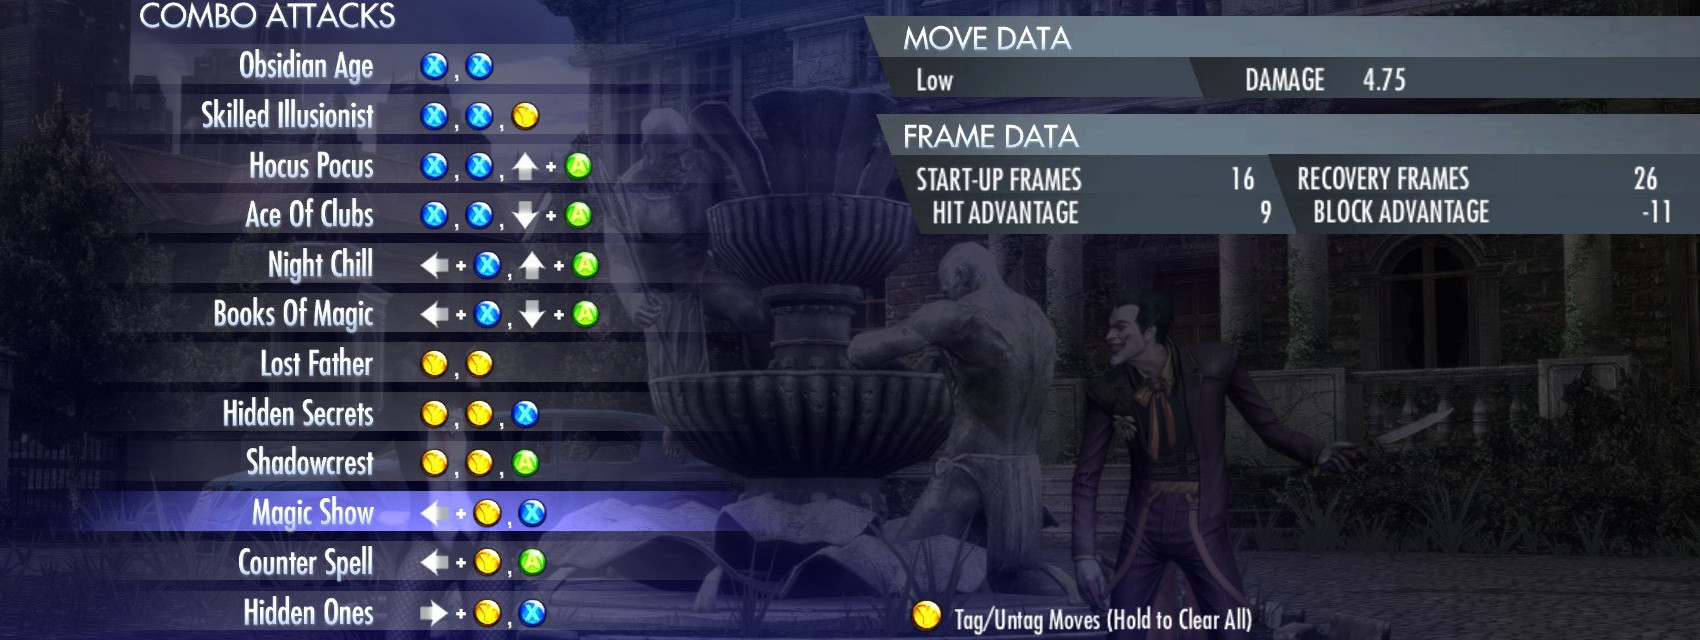 COMBO ATTACKS
Obsidian Age X , X
Skilled Illusionist X , X , Y
Hocus Pocus X , X , ⬆ + A
Ace Of Clubs X , X , ⬇ + A
Night Chill ⬅ + X , ⬆ + A
Books Of Magic ⬅ + X , ⬇ + A
Lost Father Y , Y
Hidden Secrets Y , Y , X
Shadowcrest Y , Y , A
Magic Show ⬅ + Y , X
Counter Spell ⬅ + Y , A
Hidden Ones ➡ + Y , X
MOVE DATA
Low DAMAGE 4.75
FRAME DATA
START-UP FRAMES 16 RECOVERY FRAMES 26
HIT ADVANTAGE 9 BLOCK ADVANTAGE -11
Y Tag/Untag Moves (Hold to Clear All)